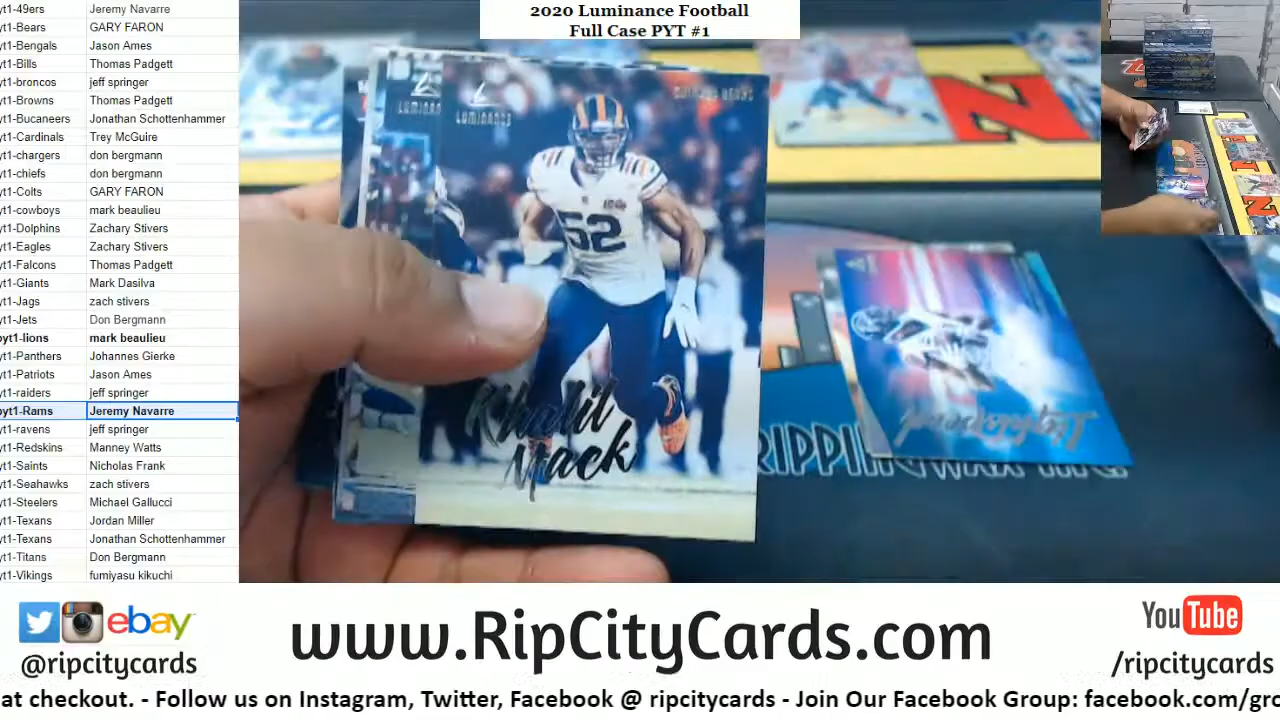 2020 Luminance Football
Full Case PYT #1
yt1-49ers Jeremy Navarre
yt1-Bears GARY FARON
yt1-Bengals Jason Ames
yt1-Bills Thomas Padgett
yt1-broncos jeff springer
yt1-Browns Thomas Padgett
yt1-Bucaneers Jonathan Schottenhammer
yt1-Cardinals Trey McGuire
yt1-chargers don bergmann
yt1-chiefs don bergmann
yt1-Colts GARY FARON
yt1-cowboys mark beaulieu
yt1-Dolphins Zachary Stivers
yt1-Eagles Zachary Stivers
yt1-Falcons Thomas Padgett
yt1-Giants Mark Dasilva
yt1-Jags zach stivers
yt1-Jets Don Bergmann
pyt1-lions mark beaulieu
yt1-Panthers Johannes Gierke
yt1-Patriots Jason Ames
yt1-raiders jeff springer
pyt1-Rams Jeremy Navarre
yt1-ravens jeff springer
yt1-Redskins Manney Watts
yt1-Saints Nicholas Frank
yt1-Seahawks zach stivers
yt1-Steelers Michael Gallucci
yt1-Texans Jordan Miller
yt1-Texans Jonathan Schottenhammer
yt1-Titans Don Bergmann
yt1-Vikings fumiyasu kikuchi
LUMINAN
LUMINANCE
CHICAGO BEARS
52
Khalil
Mack
N
RIPPINGWAX INC
ebay
@ripcitycards
www.RipCityCards.com
YouTube
/ripcitycards
at checkout. - Follow us on Instagram, Twitter, Facebook @ ripcitycards - Join Our Facebook Group: facebook.com/gro